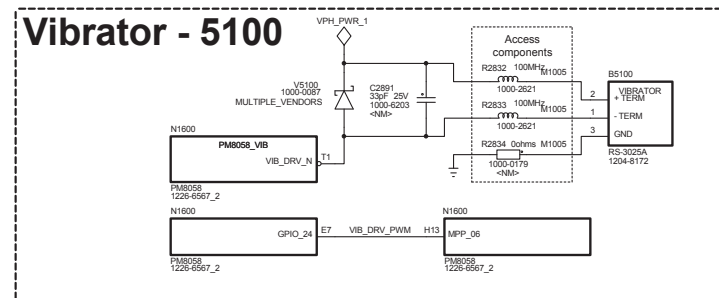 Vibrator - 5100
VPH_PWR_1
Access
components
R2832 100MHz M1005
1000-2621
B5100
VIBRATOR
2 + TERM
V5100
1000-0087
MULTIPLE_VENDORS
C2891
33pF 25V
1000-6203
<NM>
R2833 100MHz M1005
1000-2621
1 - TERM
N1600
PM8058_VIB
VIB_DRV_N T1
R2834 0ohms M1005
1000-0179
<NM>
3 GND
RS-3025A
1204-8172
PM8058
1226-6567_2
N1600
GPIO_24 E7 VIB_DRV_PWM H13 MPP_06
N1600
PM8058
1226-6567_2
PM8058
1226-6567_2